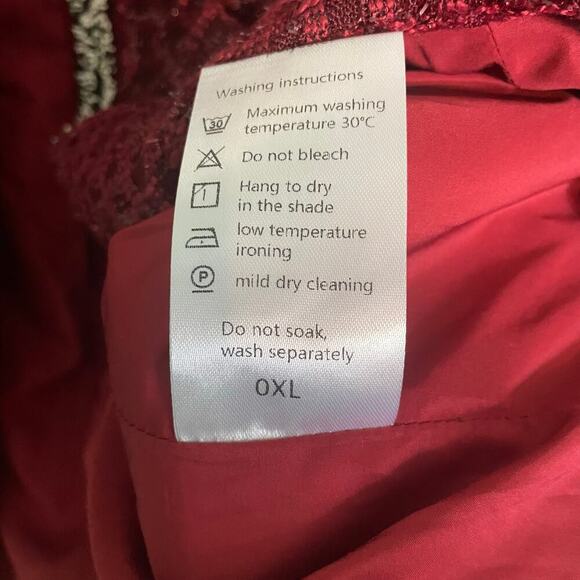 Washing instructions
30
Maximum washing
temperature 30°C
Do not bleach
Hang to dry
in the shade
low temperature
ironing
P
mild dry cleaning
Do not soak,
wash separately
0XL